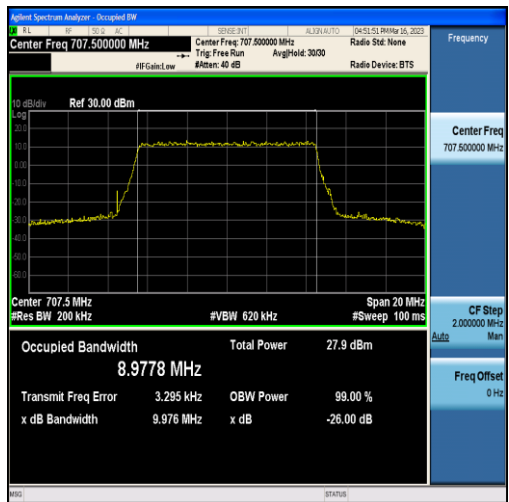 Agilent Spectrum Analyzer - Occupied BW
RL RF 50 Ω AC SENSE:INT ALIGN AUTO 04:51:51 PM Mar 16, 2023
Center Freq 707.500000 MHz
Center Freq: 707.500000 MHz
Radio Std: None
Trig: Free Run Avg|Hold: 30/30
#IFGain:Low #Atten: 40 dB Radio Device: BTS
10 dB/div Ref 30.00 dBm
Log
20.0
10.0
0.00
-10.0
-20.0
-30.0
-40.0
-50.0
-60.0
Center 707.5 MHz Span 20 MHz
#Res BW 200 kHz #VBW 620 kHz #Sweep 100 ms
Occupied Bandwidth Total Power 27.9 dBm
8.9778 MHz
Transmit Freq Error 3.295 kHz OBW Power 99.00 %
x dB Bandwidth 9.976 MHz x dB -26.00 dB
MSG STATUS
Frequency
Center Freq
707.500000 MHz
CF Step
2.000000 MHz
Auto Man
Freq Offset
0 Hz